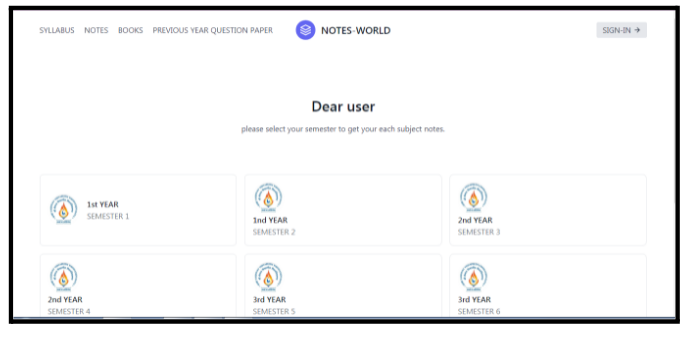 SYLLABUS NOTES BOOKS PREVIOUS YEAR QUESTION PAPER NOTES-WORLD SIGN-IN →
Dear user
please select your semester to get your each subject notes.
1st YEAR
SEMESTER 1
1nd YEAR
SEMESTER 2
2nd YEAR
SEMESTER 3
2nd YEAR
SEMESTER 4
3rd YEAR
SEMESTER 5
3rd YEAR
SEMESTER 6